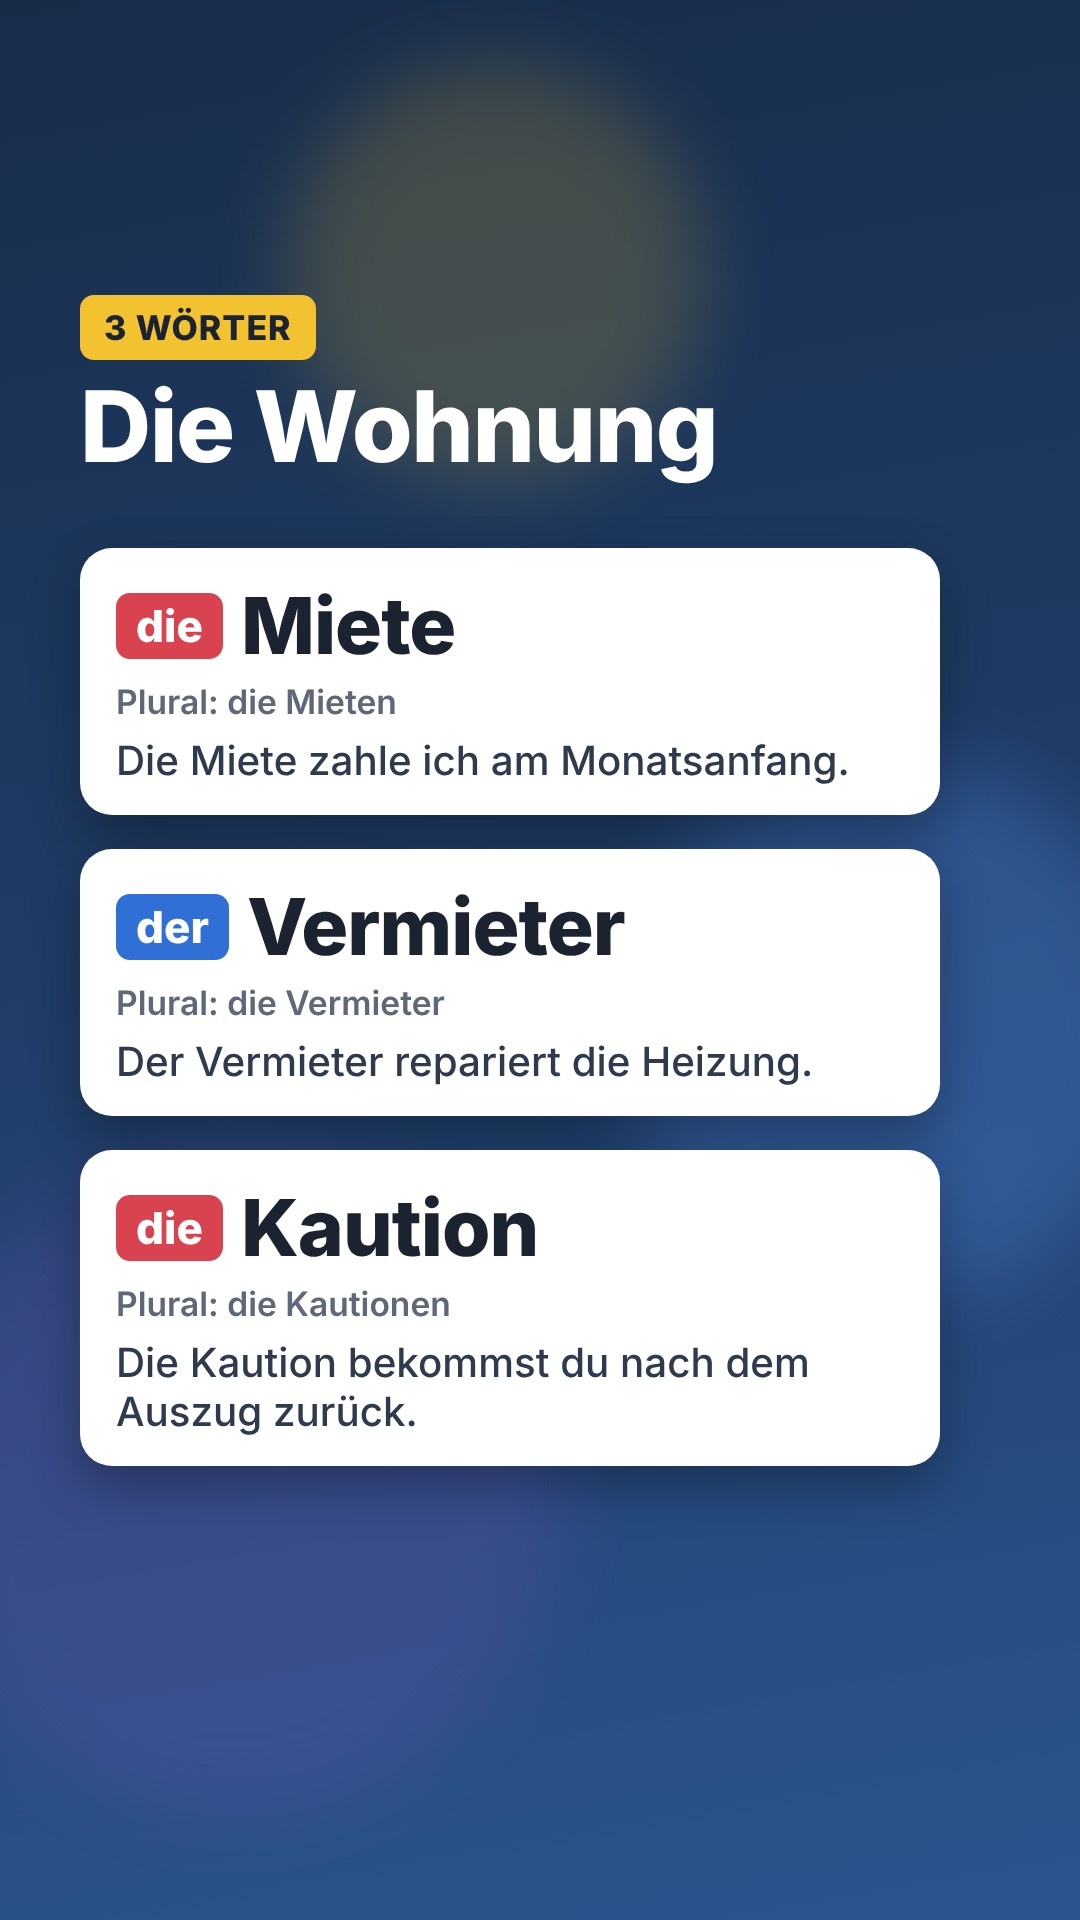 3 WÖRTER
Die Wohnung
die Miete
Plural: die Mieten
Die Miete zahle ich am Monatsanfang.
der Vermieter
Plural: die Vermieter
Der Vermieter repariert die Heizung.
die Kaution
Plural: die Kautionen
Die Kaution bekommst du nach dem
Auszug zurück.